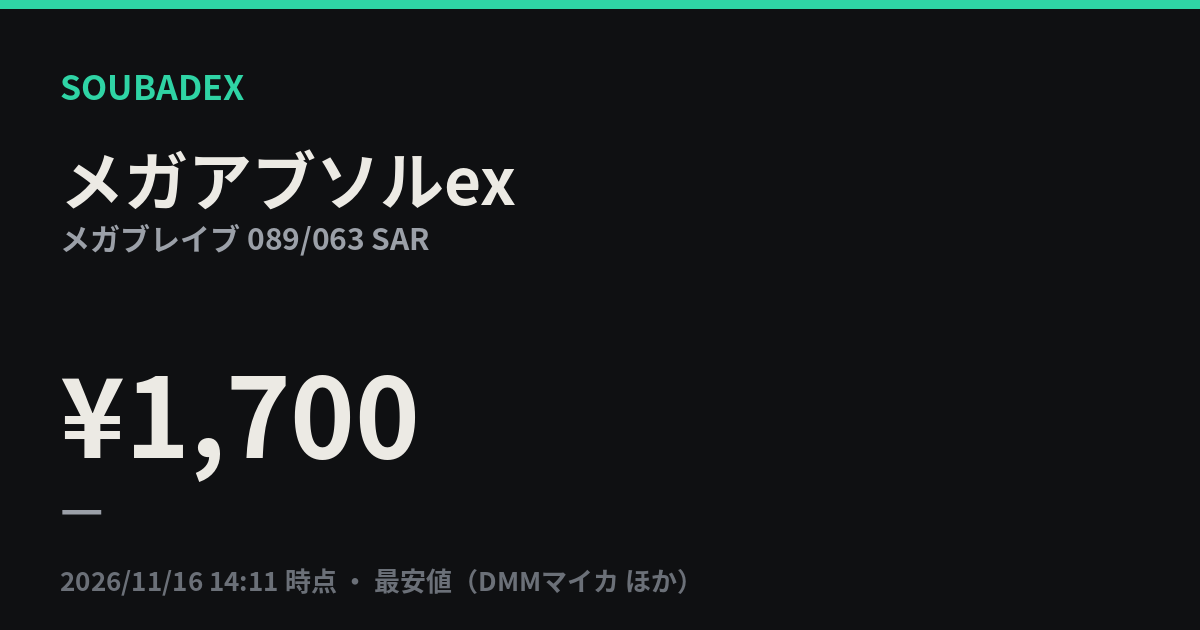 SOUBADEX
メガアブソルex
メガブレイブ 089/063 SAR
¥1,700
—
2026/11/16 14:11 時点 ・ 最安値（DMMマイカ ほか）